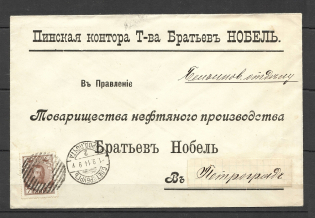 Пинская контора Т-ва Братьевъ НОБЕЛЬ.
Въ Правленіе
Товарищества нефтяного производства
Братьевъ Нобель
Въ Петроградъ